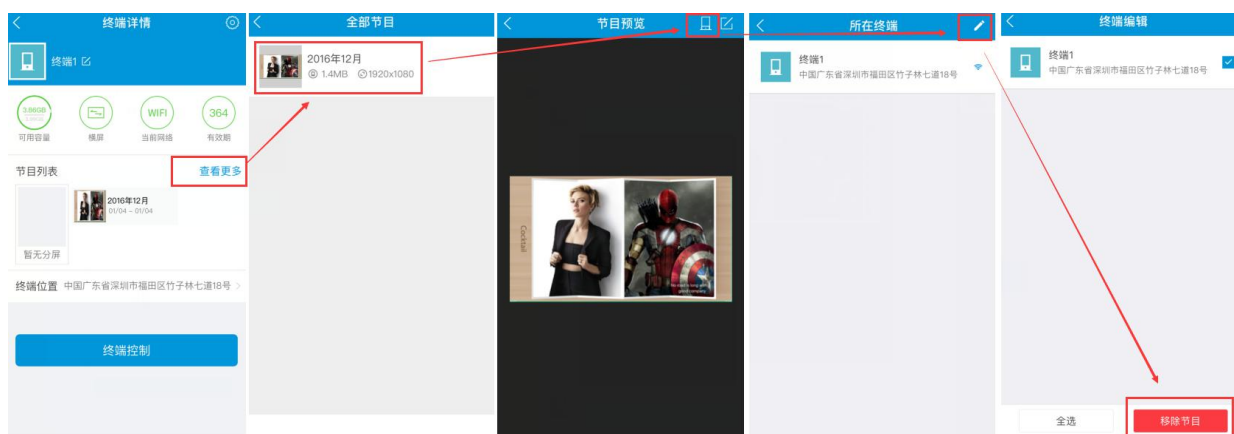 终端详情
终端1
3.86GB
可用容量
横屏
WIFI
当前网络
364
有效期
节目列表
查看更多
2016年12月
01/04 – 01/04
暂无分屏
终端位置 中国广东省深圳市福田区竹子林七道18号
终端控制
全部节目
2016年12月
1.4MB 1920x1080
节目预览
Cocktail
所在终端
终端1
中国广东省深圳市福田区竹子林七道18号
终端编辑
终端1
中国广东省深圳市福田区竹子林七道18号
全选
移除节目